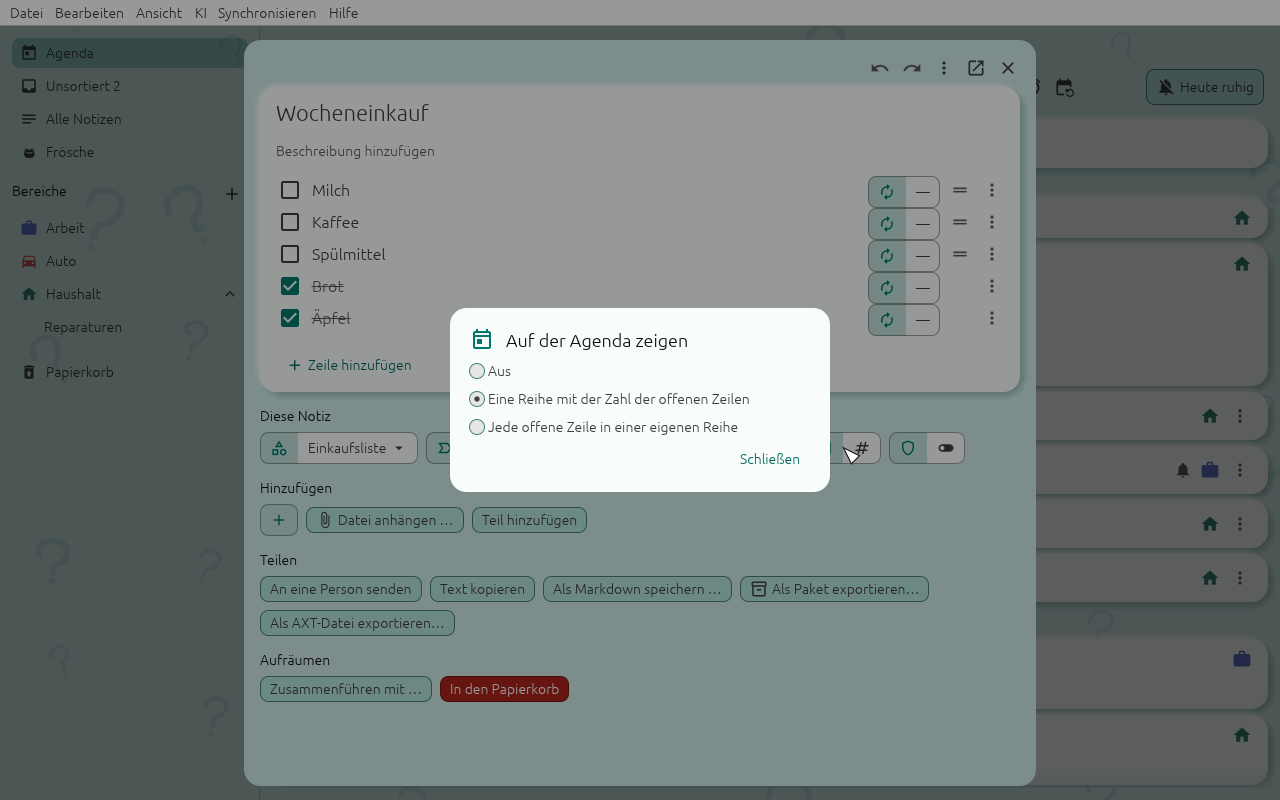 Datei Bearbeiten Ansicht KI Synchronisieren Hilfe
Agenda
Unsortiert 2
Alle Notizen
Frösche
Bereiche
Arbeit
Auto
Haushalt
Reparaturen
Papierkorb
Heute ruhig
Wocheneinkauf
Beschreibung hinzufügen
Milch
Kaffee
Spülmittel
Brot
Äpfel
Zeile hinzufügen
Auf der Agenda zeigen
Aus
Eine Reihe mit der Zahl der offenen Zeilen
Jede offene Zeile in einer eigenen Reihe
Schließen
Diese Notiz
Einkaufsliste
#
Hinzufügen
Datei anhängen …
Teil hinzufügen
Teilen
An eine Person senden
Text kopieren
Als Markdown speichern …
Als Paket exportieren…
Als AXT-Datei exportieren…
Aufräumen
Zusammenführen mit …
In den Papierkorb